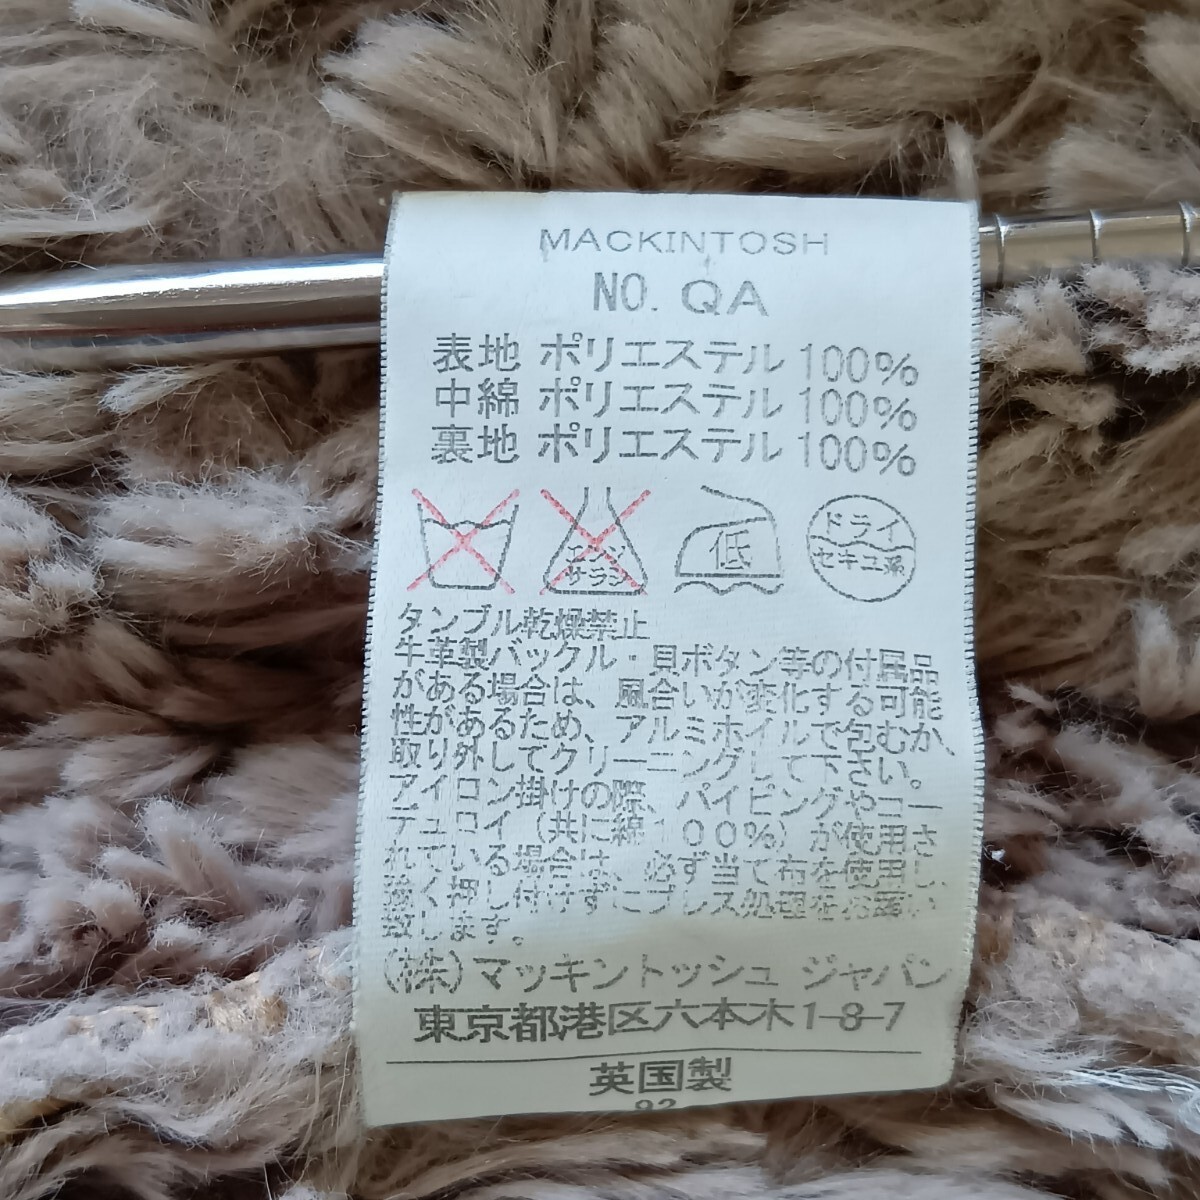 MACKINTOSH
NO. QA
表地 ポリエステル 100%
中綿 ポリエステル 100%
裏地 ポリエステル 100%
エンソ
サラシ
低
ドライ
セキユ系
タンブル乾燥禁止
牛革製バックル・貝ボタン等の付属品
がある場合は、風合いが変化する可能
性があるため、アルミホイルで包むか、
取り外してクリーニングして下さい。
アイロン掛けの際、パイピングやコー
デュロイ(共に綿100%)が使用さ
れている場合は、必ず当て布を使用し、
強く押し付けずにプレス処理をお願い
致します。
(株)マッキントッシュ ジャパン
東京都港区六本木1-8-7
英国製